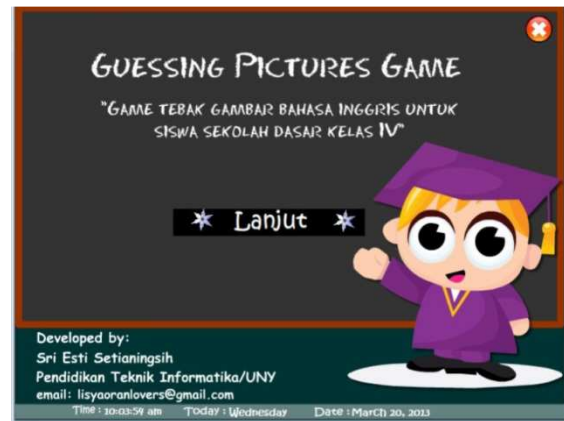 Guessing Pictures Game
"Game tebak gambar bahasa inggris untuk
siswa sekolah dasar kelas IV"
Lanjut
Developed by:
Sri Esti Setianingsih
Pendidikan Teknik Informatika/UNY
email: lisyaoranlovers@gmail.com
Time : 10:03:59 am Today : Wednesday Date : March 20, 2013